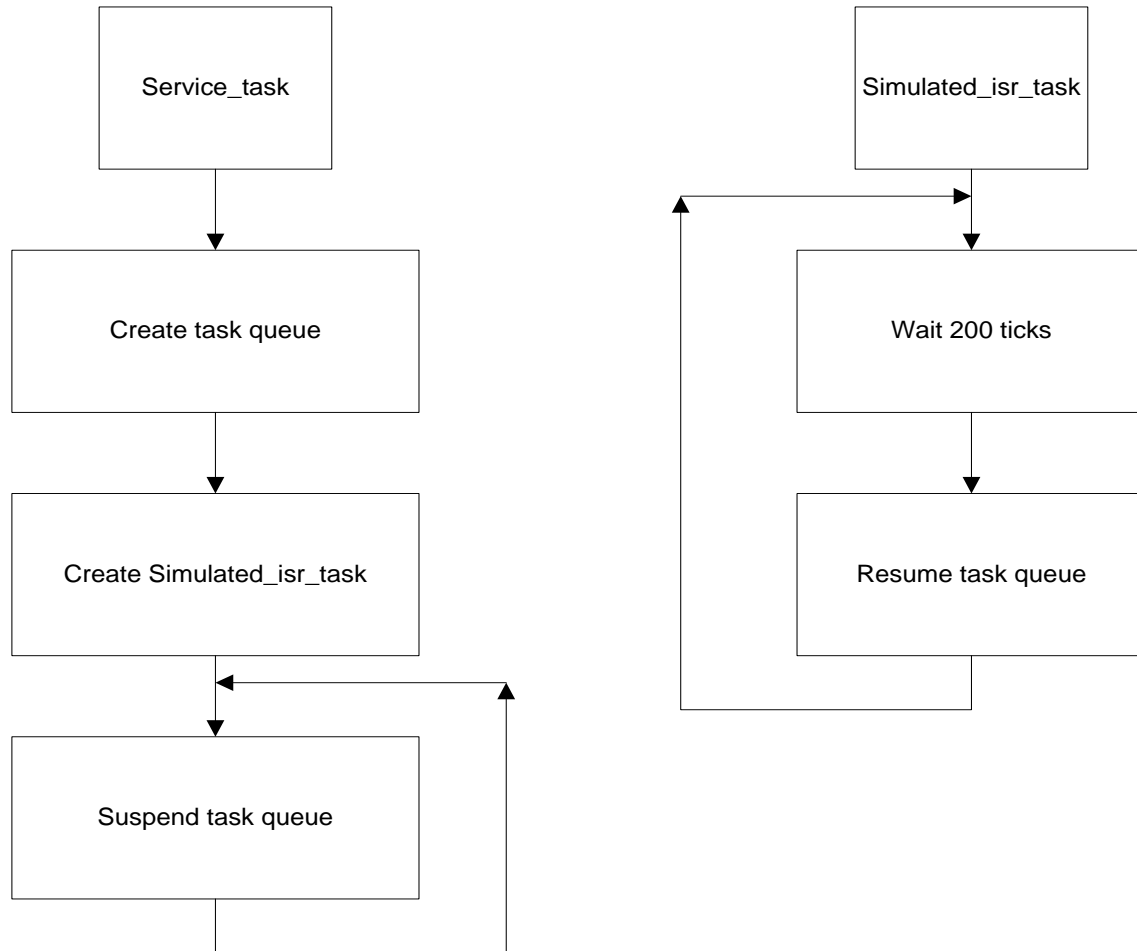 Service_task
Create task queue
Create Simulated_isr_task
Suspend task queue
Simulated_isr_task
Wait 200 ticks
Resume task queue